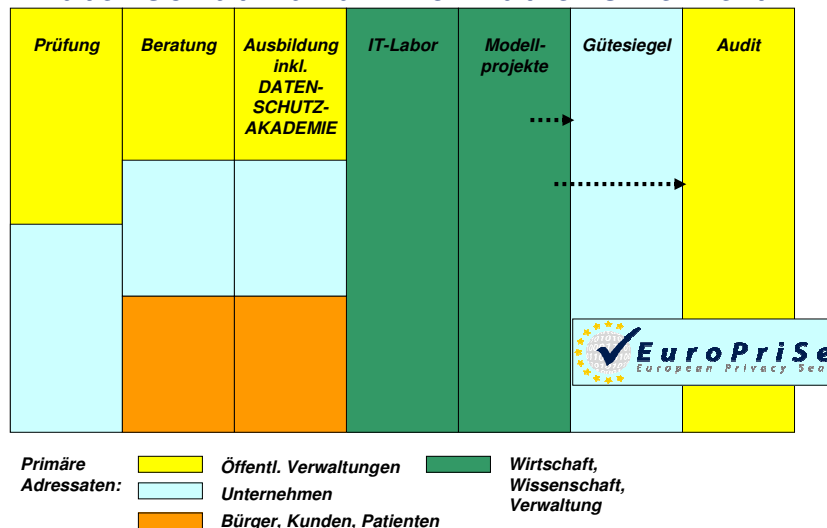 Prüfung
Beratung
Ausbildung
inkl.
DATEN-
SCHUTZ-
AKADEMIE
IT-Labor
Modell-
projekte
Gütesiegel
Audit
EuroPriSe
European Privacy Sea
Primäre
Adressaten:
Öffentl. Verwaltungen
Unternehmen
Bürger, Kunden, Patienten
Wirtschaft,
Wissenschaft,
Verwaltung